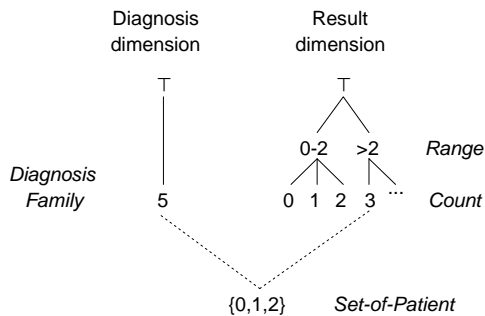 Diagnosis dimension
Result dimension
⊤ ⊤
0-2 >2 Range
Diagnosis Family
5 0 1 2 3 ... Count
{0,1,2} Set-of-Patient